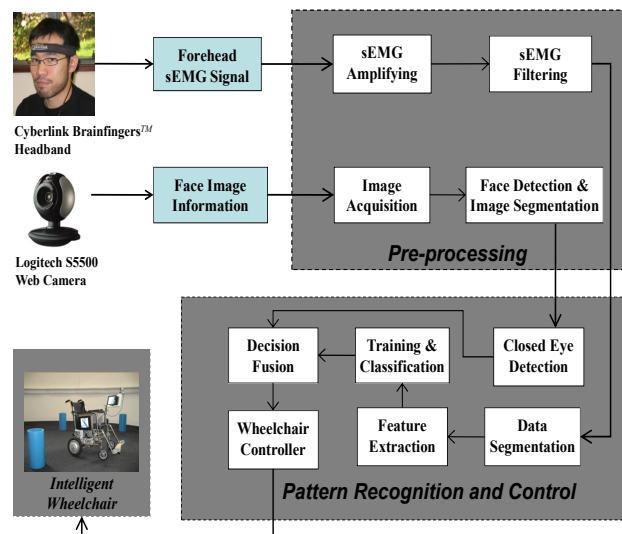 Forehead
sEMG Signal
sEMG
Amplifying
sEMG
Filtering
Cyberlink Brainfingers™
Headband
Face Image
Information
Image
Acquisition
Face Detection &
Image Segmentation
Logitech S5500
Web Camera
Pre-processing
Decision
Fusion
Training &
Classification
Closed Eye
Detection
Wheelchair
Controller
Feature
Extraction
Data
Segmentation
Intelligent
Wheelchair
Pattern Recognition and Control